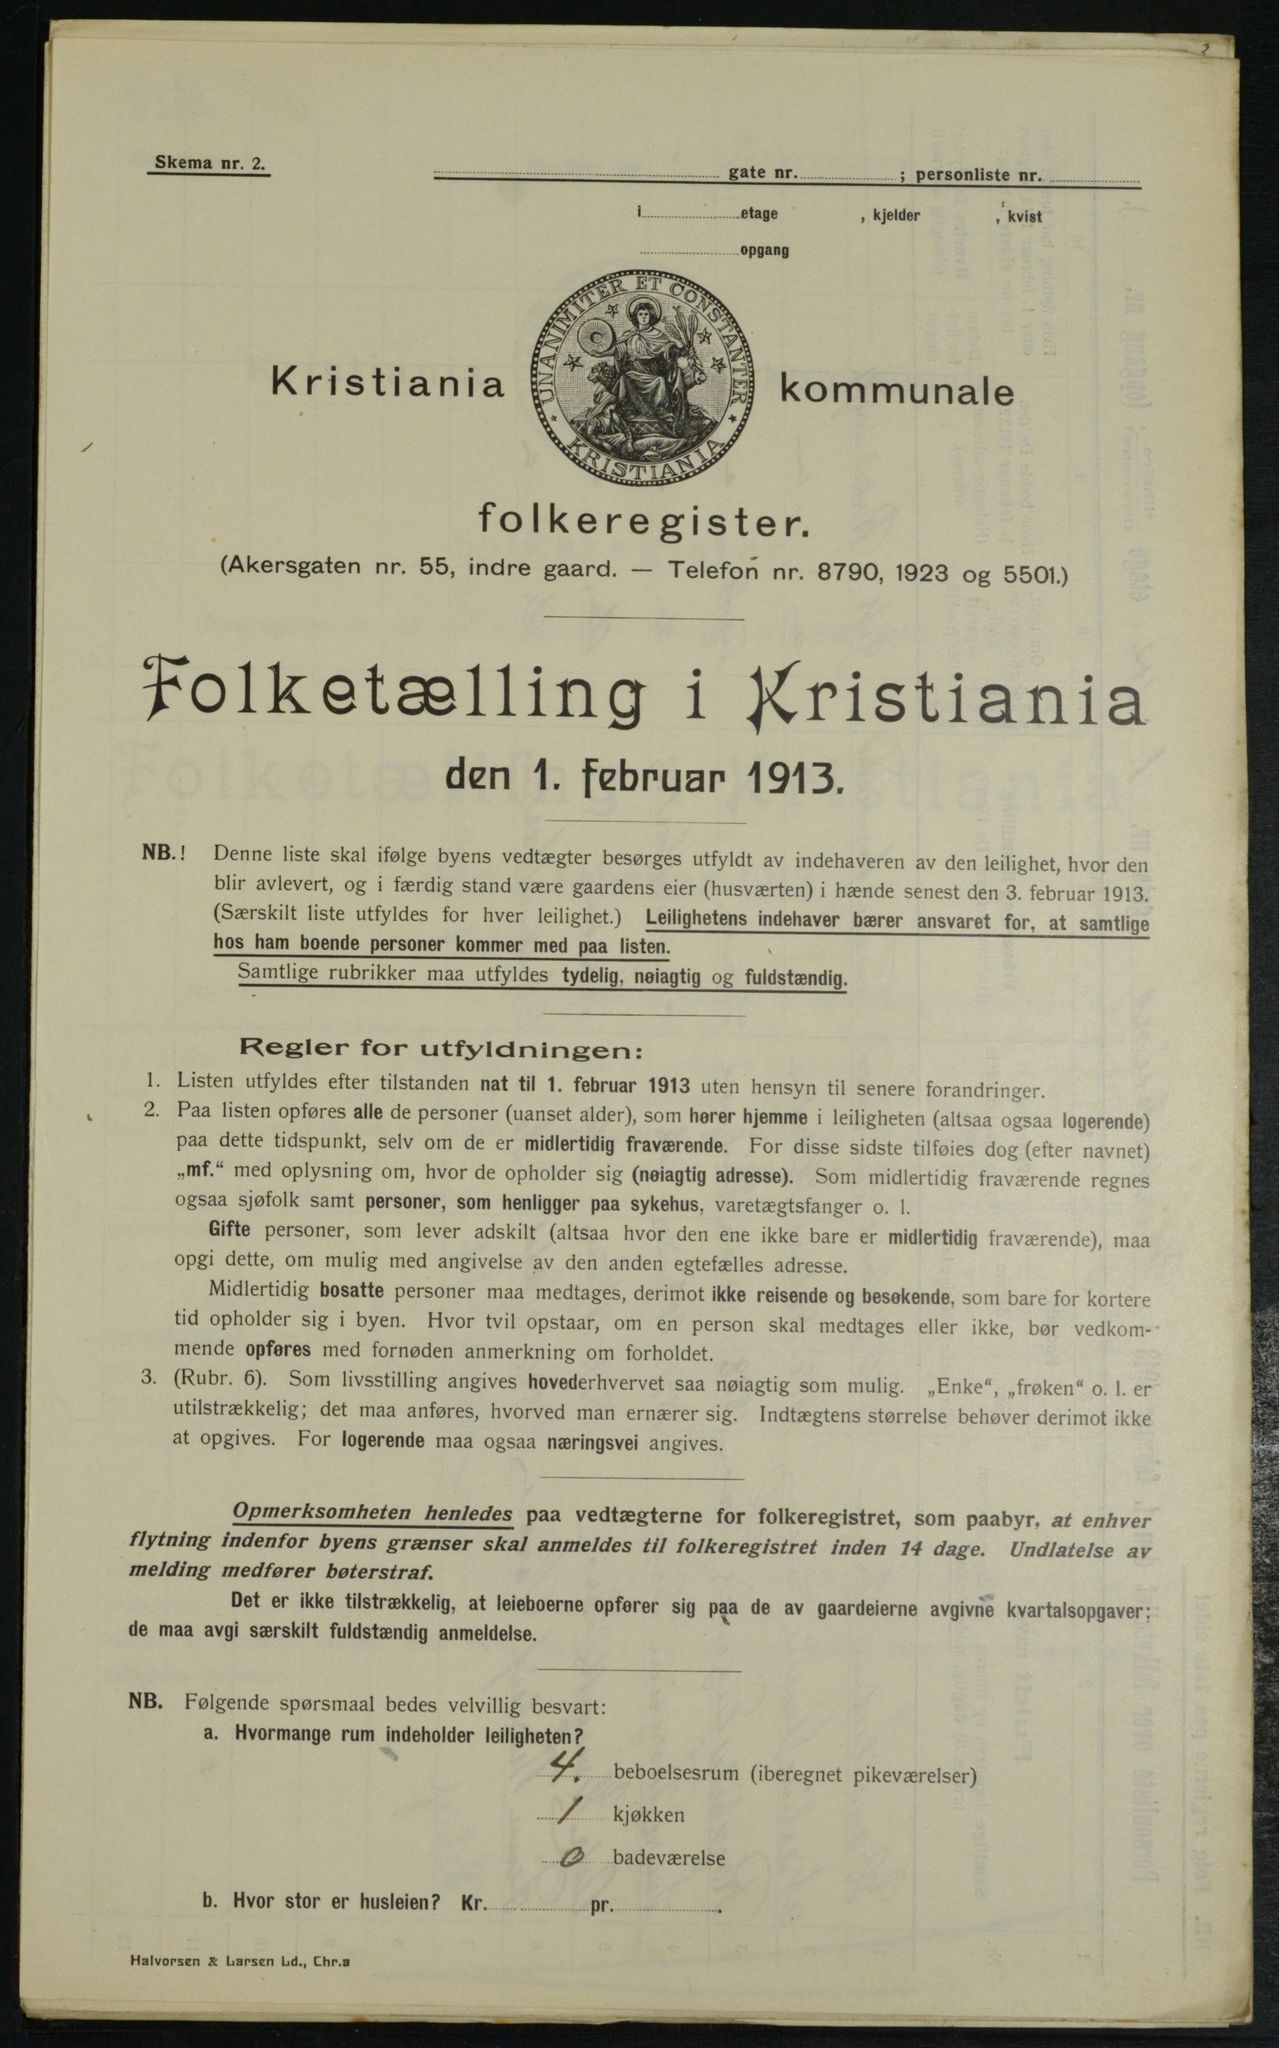 2
Skema nr. 2.
gate nr. ; personliste nr.
i etage , kjelder , kvist
opgang
UNANIMITER ET CONSTANTER
KRISTIANIA
Kristiania kommunale
folkeregister.
(Akersgaten nr. 55, indre gaard. — Telefon nr. 8790, 1923 og 5501.)
Folketælling i Kristiania
den 1. februar 1913.
NB.! Denne liste skal ifølge byens vedtægter besørges utfyldt av indehaveren av den leilighet, hvor den
blir avlevert, og i færdig stand være gaardens eier (husværten) i hænde senest den 3. februar 1913.
(Særskilt liste utfyldes for hver leilighet.) Leilighetens indehaver bærer ansvaret for, at samtlige
hos ham boende personer kommer med paa listen.
Samtlige rubrikker maa utfyldes tydelig, nøiagtig og fuldstændig.
Regler for utfyldningen:
1. Listen utfyldes efter tilstanden nat til 1. februar 1913 uten hensyn til senere forandringer.
2. Paa listen opføres alle de personer (uanset alder), som hører hjemme i leiligheten (altsaa ogsaa logerende)
paa dette tidspunkt, selv om de er midlertidig fraværende. For disse sidste tilføies dog (efter navnet)
„mf.“ med oplysning om, hvor de opholder sig (nøiagtig adresse). Som midlertidig fraværende regnes
ogsaa sjøfolk samt personer, som henligger paa sykehus, varetægtsfanger o. l.
Gifte personer, som lever adskilt (altsaa hvor den ene ikke bare er midlertidig fraværende), maa
opgi dette, om mulig med angivelse av den anden egtefælles adresse.
Midlertidig bosatte personer maa medtages, derimot ikke reisende og besøkende, som bare for kortere
tid opholder sig i byen. Hvor tvil opstaar, om en person skal medtages eller ikke, bør vedkom-
mende opføres med fornøden anmerkning om forholdet.
3. (Rubr. 6). Som livsstilling angives hovederhvervet saa nøiagtig som mulig. „Enke“, „frøken“ o. l. er
utilstrækkelig; det maa anføres, hvorved man ernærer sig. Indtægtens størrelse behøver derimot ikke
at opgives. For logerende maa ogsaa næringsvei angives.
Opmerksomheten henledes paa vedtægterne for folkeregistret, som paabyr, at enhver
flytning indenfor byens grænser skal anmeldes til folkeregistret inden 14 dage. Undlatelse av
melding medfører bøterstraf.
Det er ikke tilstrækkelig, at leieboerne opfører sig paa de av gaardeierne avgivne kvartalsopgaver;
de maa avgi særskilt fuldstændig anmeldelse.
NB. Følgende spørsmaal bedes velvillig besvart:
a. Hvormange rum indeholder leiligheten?
4. beboelsesrum (iberegnet pikeværelser)
1 kjøkken
0 badeværelse
b. Hvor stor er husleien? Kr. pr. .
Halvorsen & Larsen Ld., Chr.a